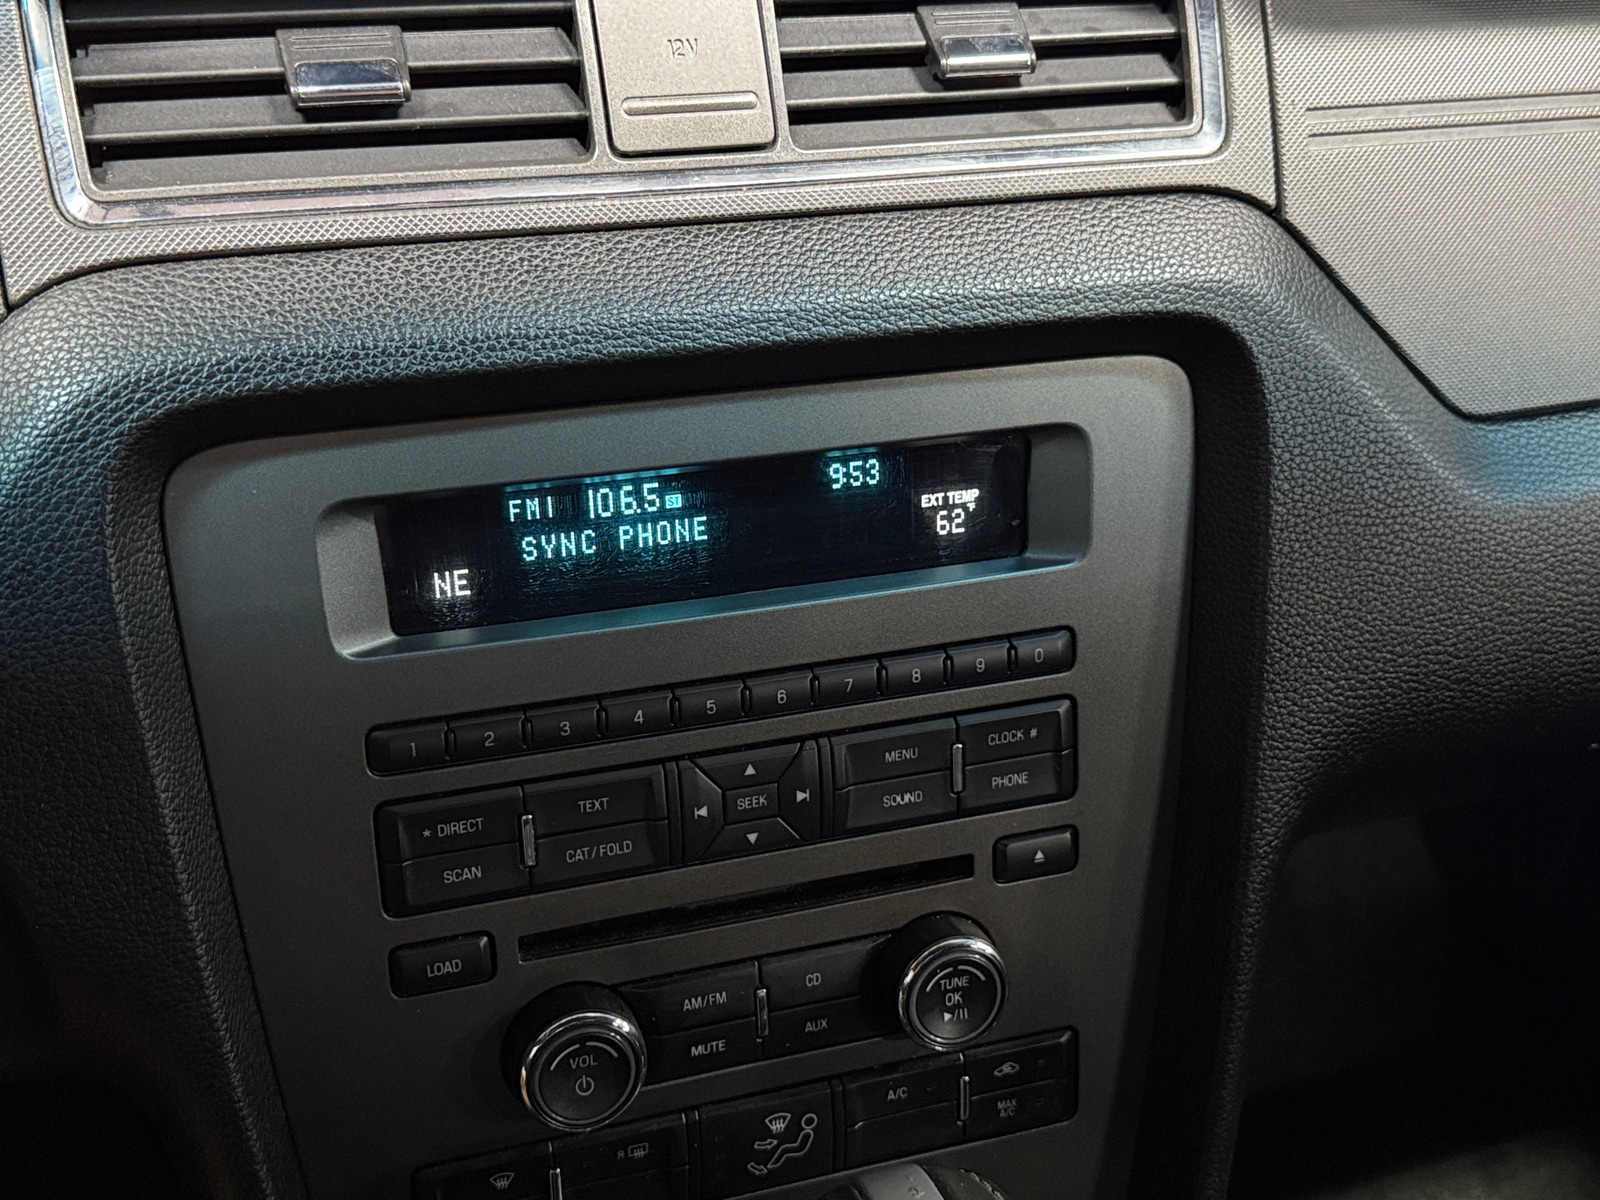 12V
FM1 106.5 ST 9:53
EXT TEMP
SYNC PHONE 62°F
NE
1 2 3 4 5 6 7 8 9 0
* DIRECT TEXT SEEK MENU CLOCK #
SCAN CAT/FOLD SOUND PHONE
LOAD
AM/FM CD
MUTE AUX
VOL
TUNE
OK
A/C
MAX
A/C
R